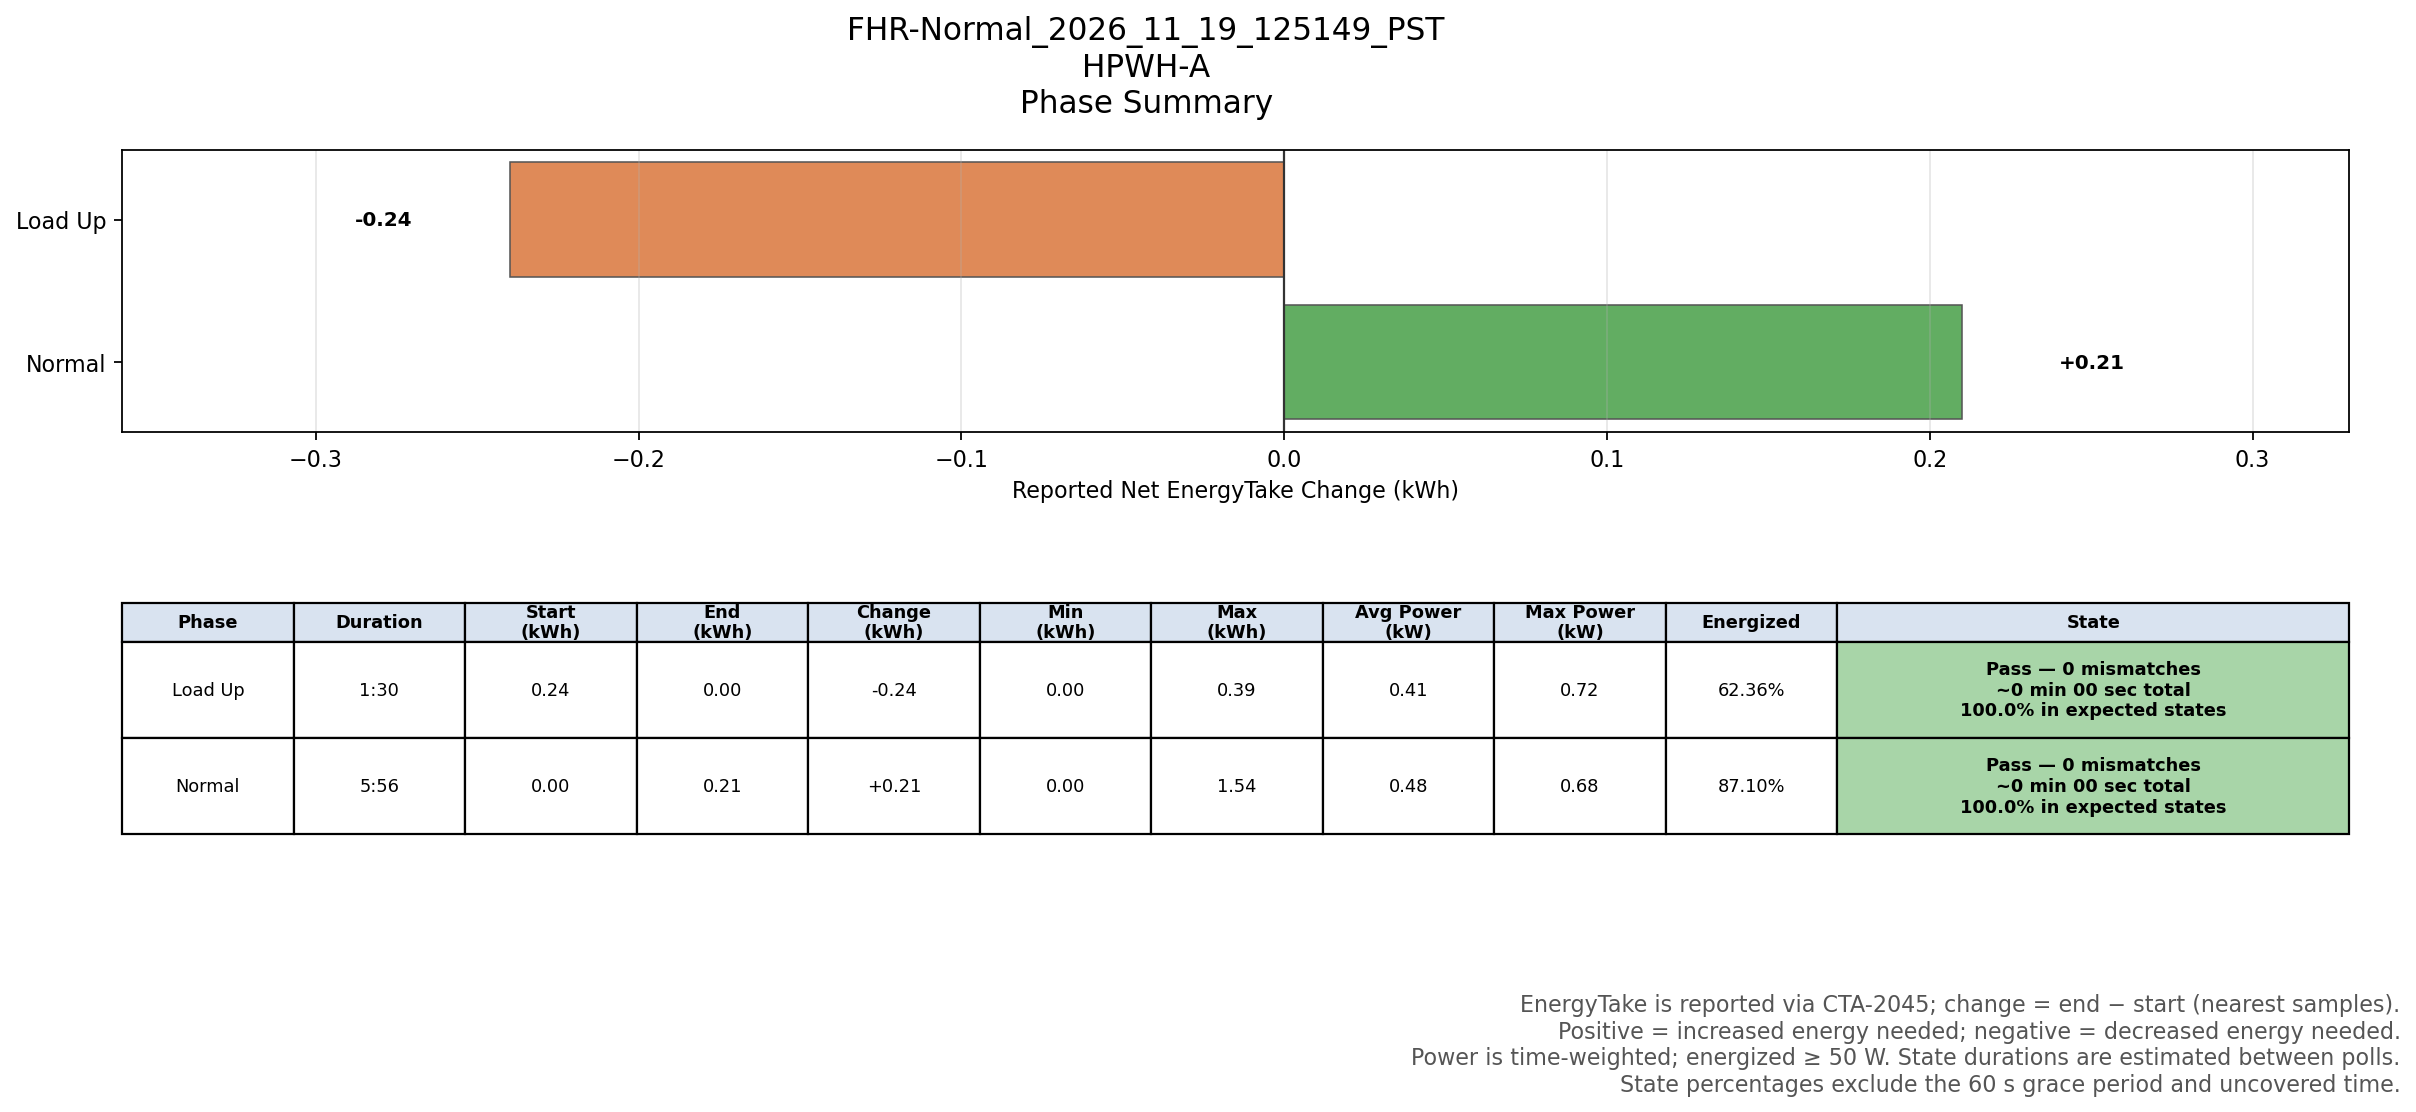 FHR-Normal_2026_11_19_125149_PST
HPWH-A
Phase Summary
Load Up
-0.24
Normal
+0.21
−0.3 −0.2 −0.1 0.0 0.1 0.2 0.3
Reported Net EnergyTake Change (kWh)
Phase Duration Start (kWh) End (kWh) Change (kWh) Min (kWh) Max (kWh) Avg Power (kW) Max Power (kW) Energized State
Load Up 1:30 0.24 0.00 -0.24 0.00 0.39 0.41 0.72 62.36% Pass — 0 mismatches
~0 min 00 sec total
100.0% in expected states
Normal 5:56 0.00 0.21 +0.21 0.00 1.54 0.48 0.68 87.10% Pass — 0 mismatches
~0 min 00 sec total
100.0% in expected states
EnergyTake is reported via CTA-2045; change = end − start (nearest samples).
Positive = increased energy needed; negative = decreased energy needed.
Power is time-weighted; energized ≥ 50 W. State durations are estimated between polls.
State percentages exclude the 60 s grace period and uncovered time.